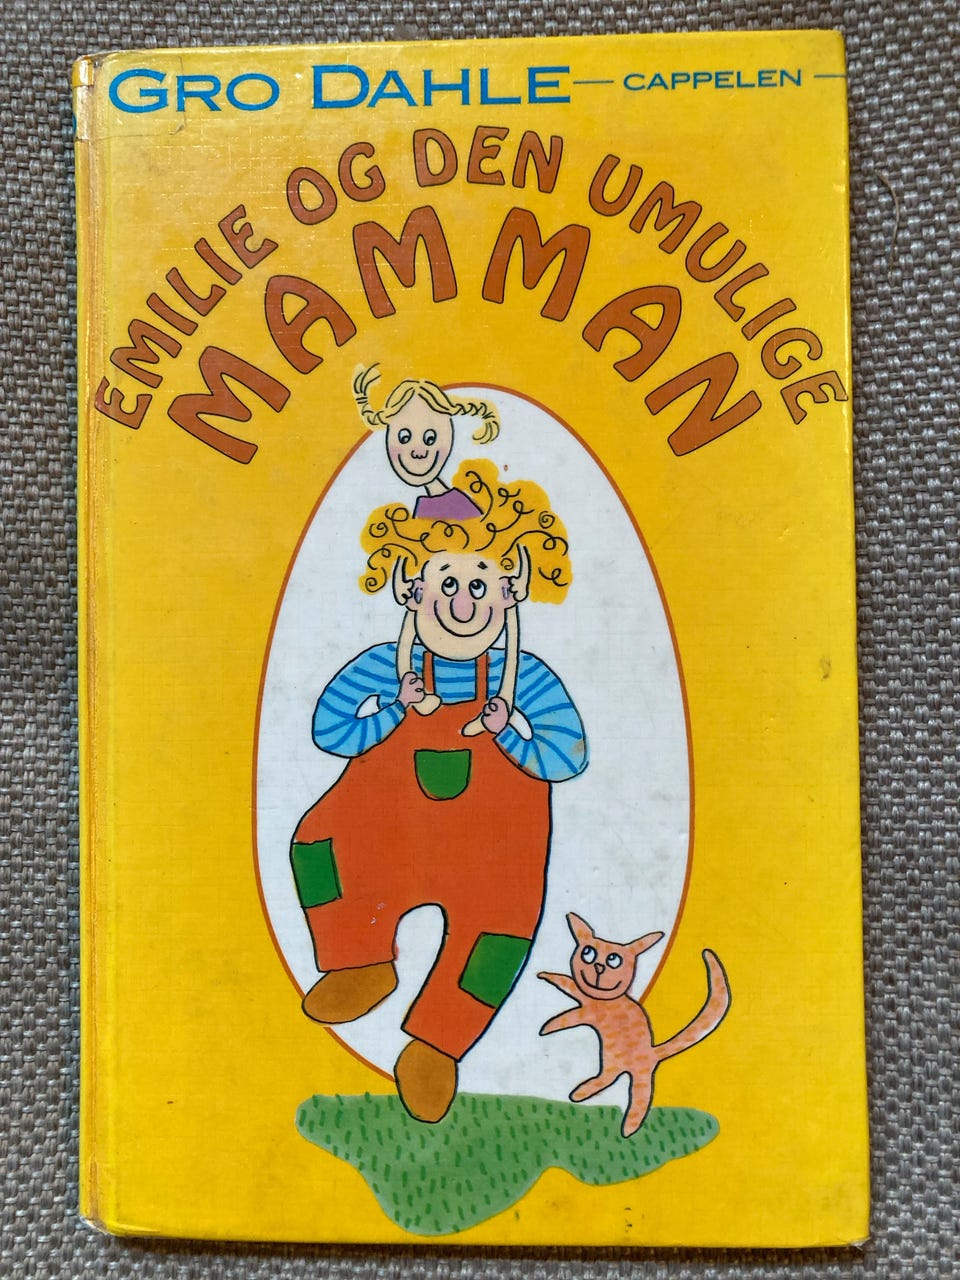 GRO DAHLE CAPPELEN
EMILIE OG DEN UMULIGE
MAMMAN